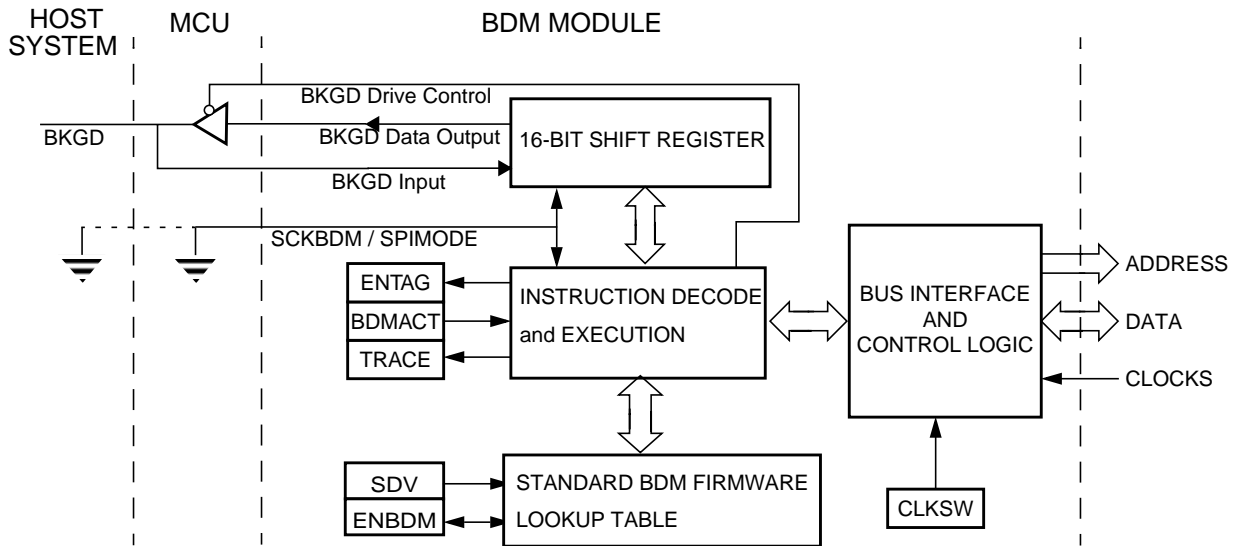 HOST
SYSTEM
MCU
BDM MODULE
BKGD Drive Control
BKGD
BKGD Data Output
16-BIT SHIFT REGISTER
BKGD Input
SCKBDM / SPIMODE
ENTAG
BDMACT
TRACE
INSTRUCTION DECODE
and EXECUTION
BUS INTERFACE
AND
CONTROL LOGIC
ADDRESS
DATA
CLOCKS
SDV
ENBDM
STANDARD BDM FIRMWARE
LOOKUP TABLE
CLKSW